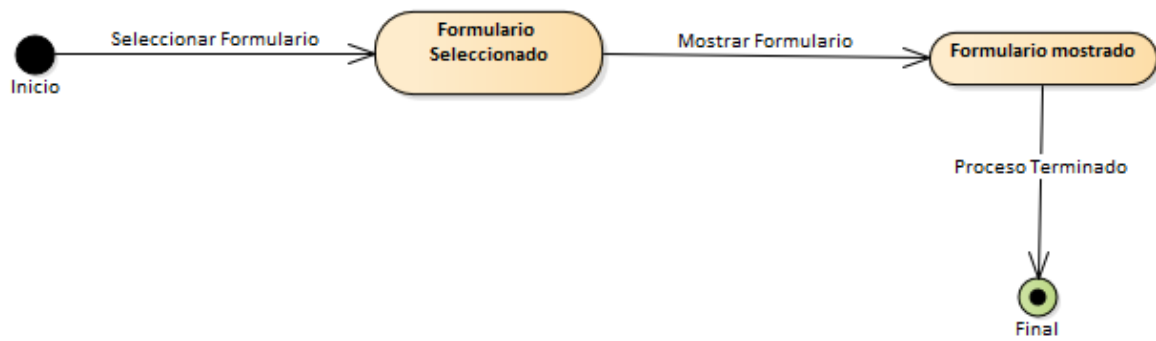 Seleccionar Formulario
Formulario
Seleccionado
Mostrar Formulario
Formulario mostrado
Inicio
Proceso Terminado
Final